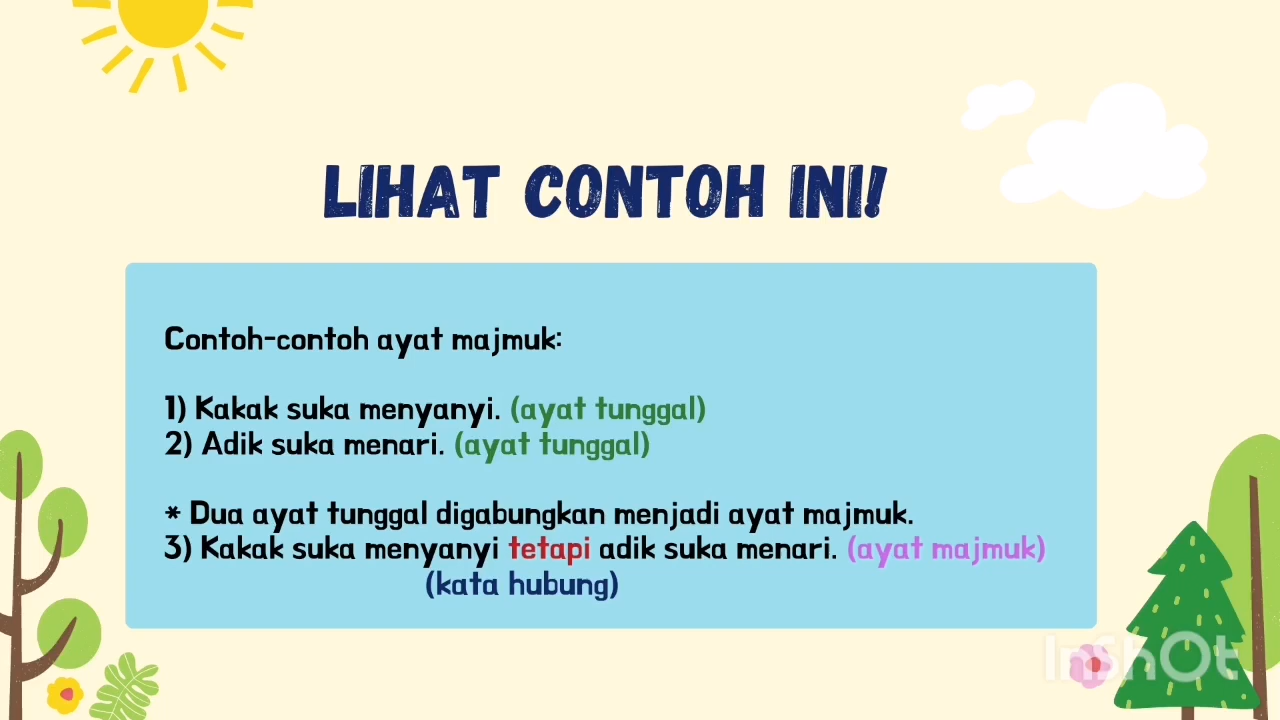 LIHAT CONTOH INI!
Contoh-contoh ayat majmuk:
1) Kakak suka menyanyi. (ayat tunggal)
2) Adik suka menari. (ayat tunggal)
* Dua ayat tunggal digabungkan menjadi ayat majmuk.
3) Kakak suka menyanyi tetapi adik suka menari. (ayat majmuk)
(kata hubung)
InShOt